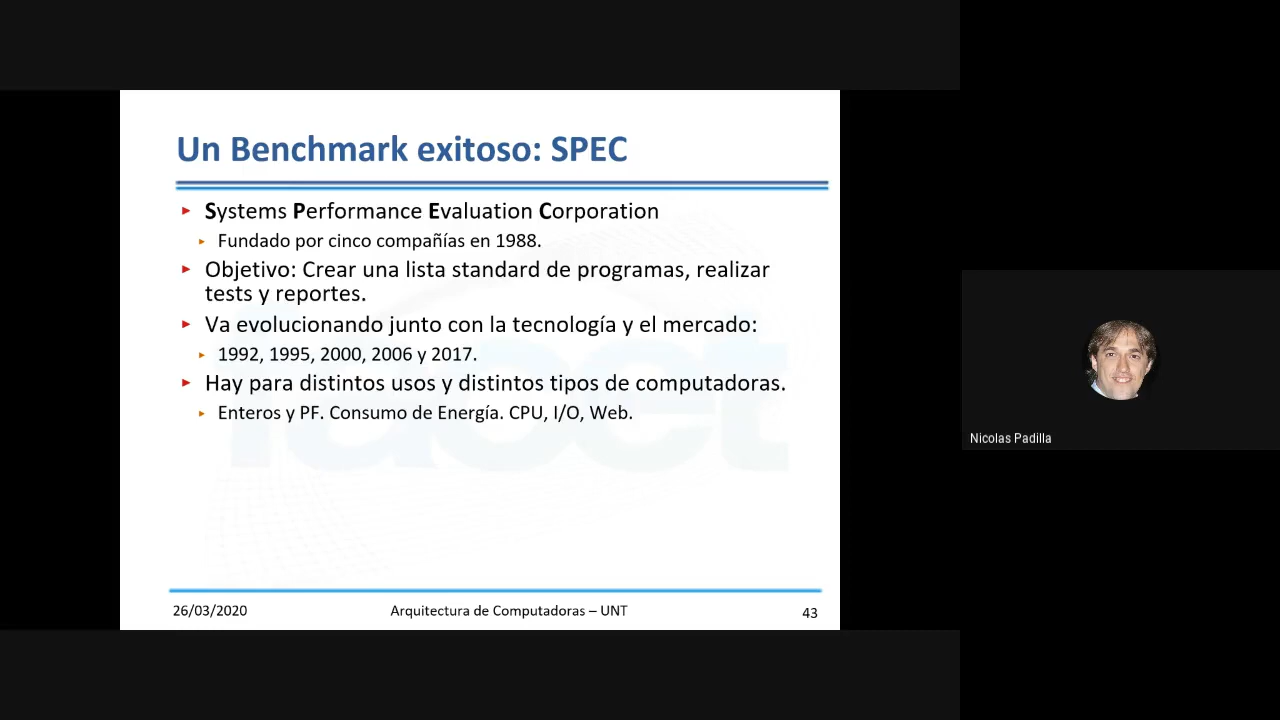 Un Benchmark exitoso: SPEC
Systems Performance Evaluation Corporation
Fundado por cinco compañías en 1988.
Objetivo: Crear una lista standard de programas, realizar
tests y reportes.
Va evolucionando junto con la tecnología y el mercado:
1992, 1995, 2000, 2006 y 2017.
Hay para distintos usos y distintos tipos de computadoras.
Enteros y PF. Consumo de Energía. CPU, I/O, Web.
facet
26/03/2020
Arquitectura de Computadoras – UNT
43
Nicolas Padilla